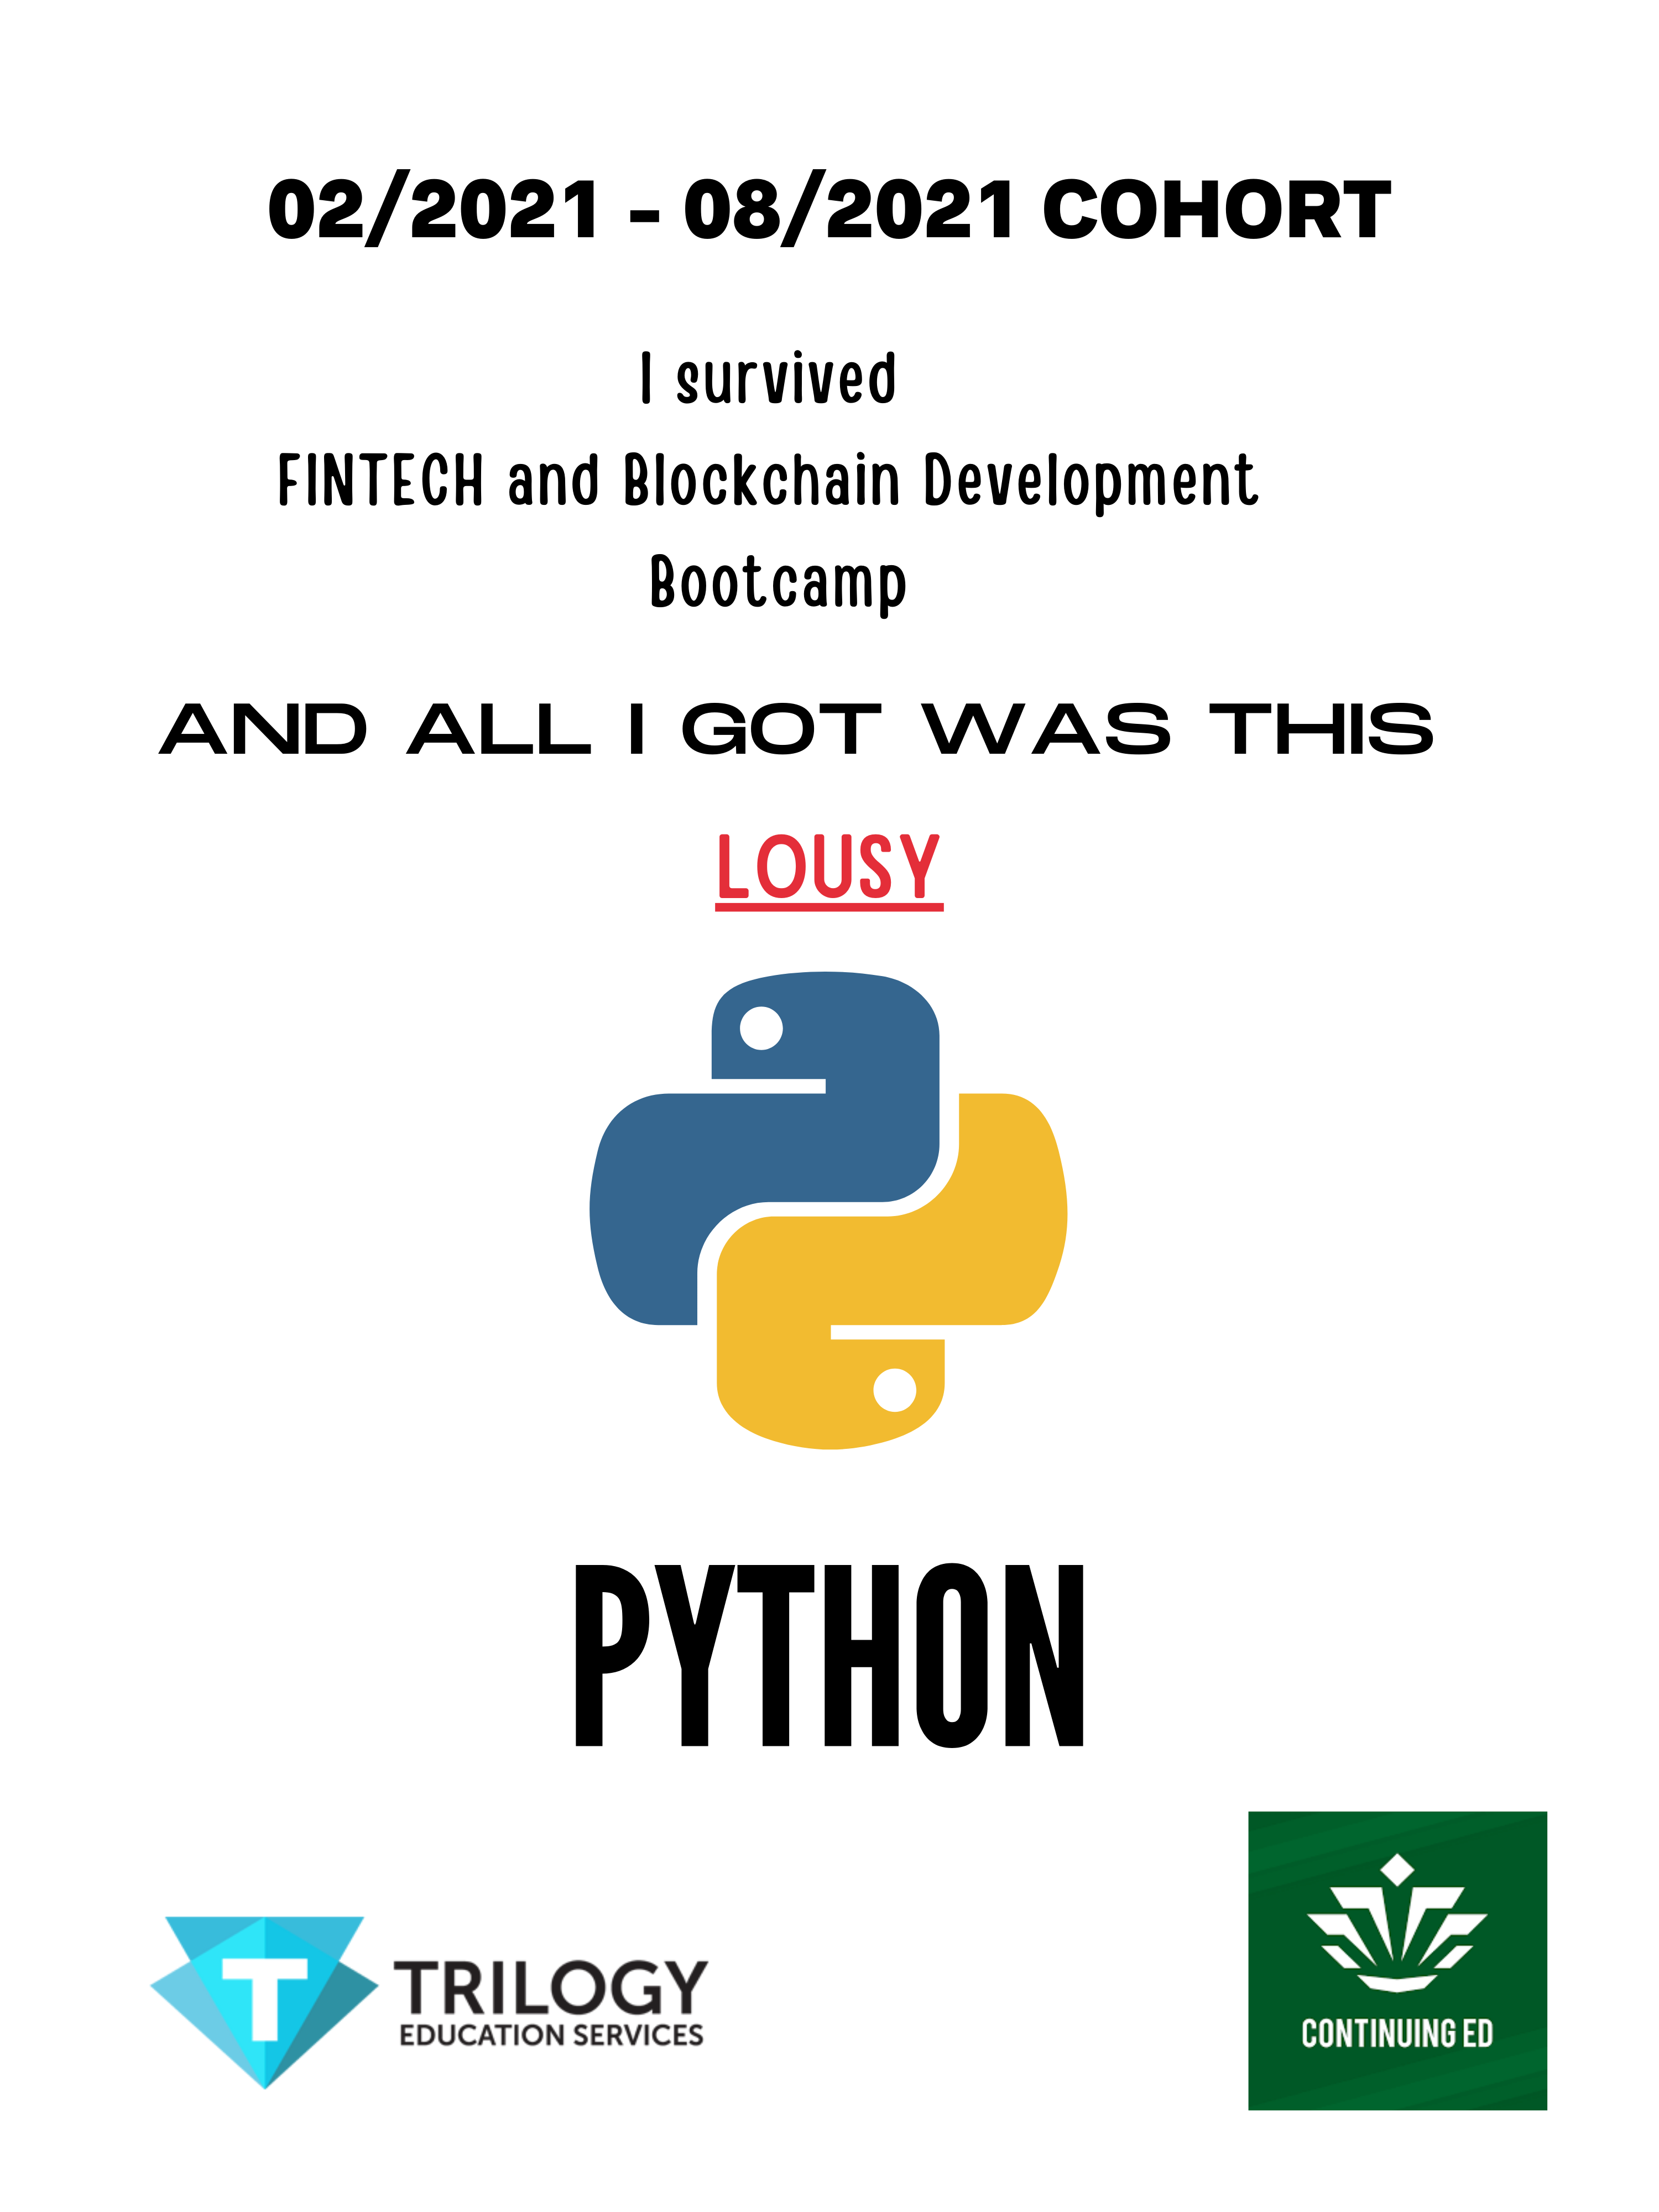 02/2021 - 08/2021 COHORT
I survived
FINTECH and Blockchain Development
Bootcamp
AND ALL I GOT WAS THIS
LOUSY
PYTHON
T
TRILOGY
EDUCATION SERVICES
CONTINUING ED